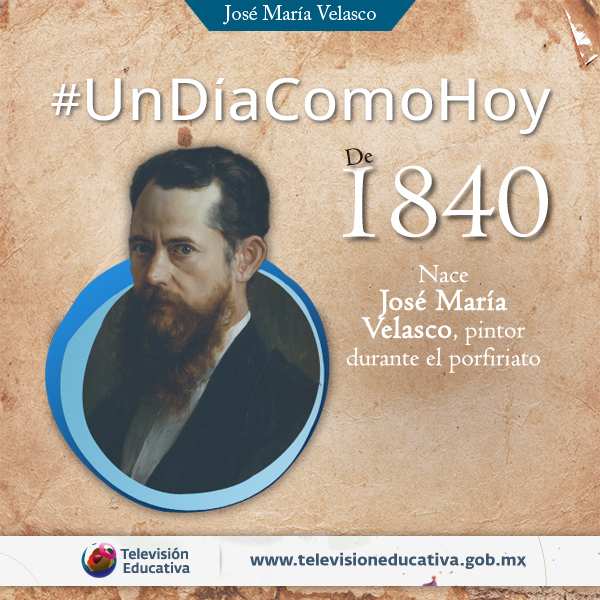 José María Velasco
#UnDíaComoHoy
De
1840
Nace
José María
Velasco, pintor
durante el porfiriato
Televisión
Educativa
www.televisioneducativa.gob.mx